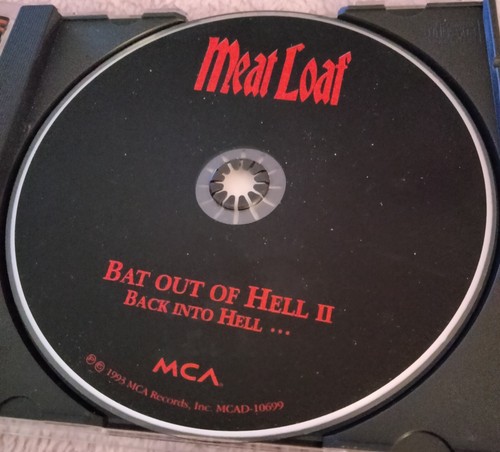 Meat Loaf
BAT OUT OF HELL II
BACK INTO HELL ...
MCA
℗ © 1993 MCA Records, Inc. MCAD-10699